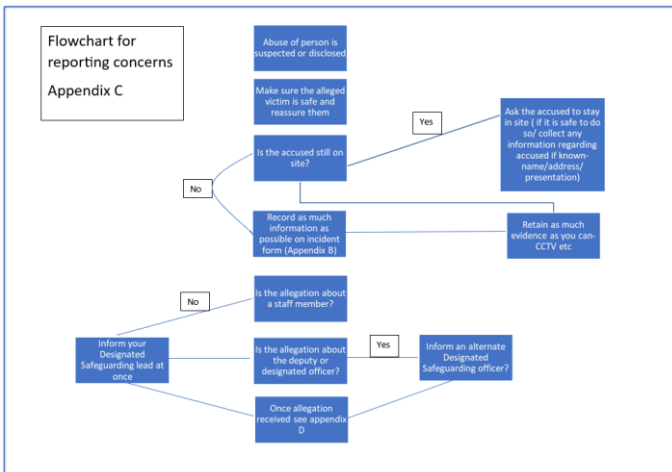 Flowchart for
reporting concerns
Appendix C
Abuse of person is
suspected or disclosed
Make sure the alleged
victim is safe and
reassure them
Yes
Ask the accused to stay
in site ( if it is safe to do
so/ collect any
information regarding
accused if known-
name/address/
presentation)
Is the accused still on
site?
No
Record as much
information as
possible on incident
form (Appendix B)
Retain as much
evidence as you can-
CCTV etc
No
Is the allegation about
a staff member?
Inform your
Designated
Safeguarding lead at
once
Is the allegation about
the deputy or
designated officer?
Yes
Inform an alternate
Designated
Safeguarding officer?
Once allegation
received see appendix
D